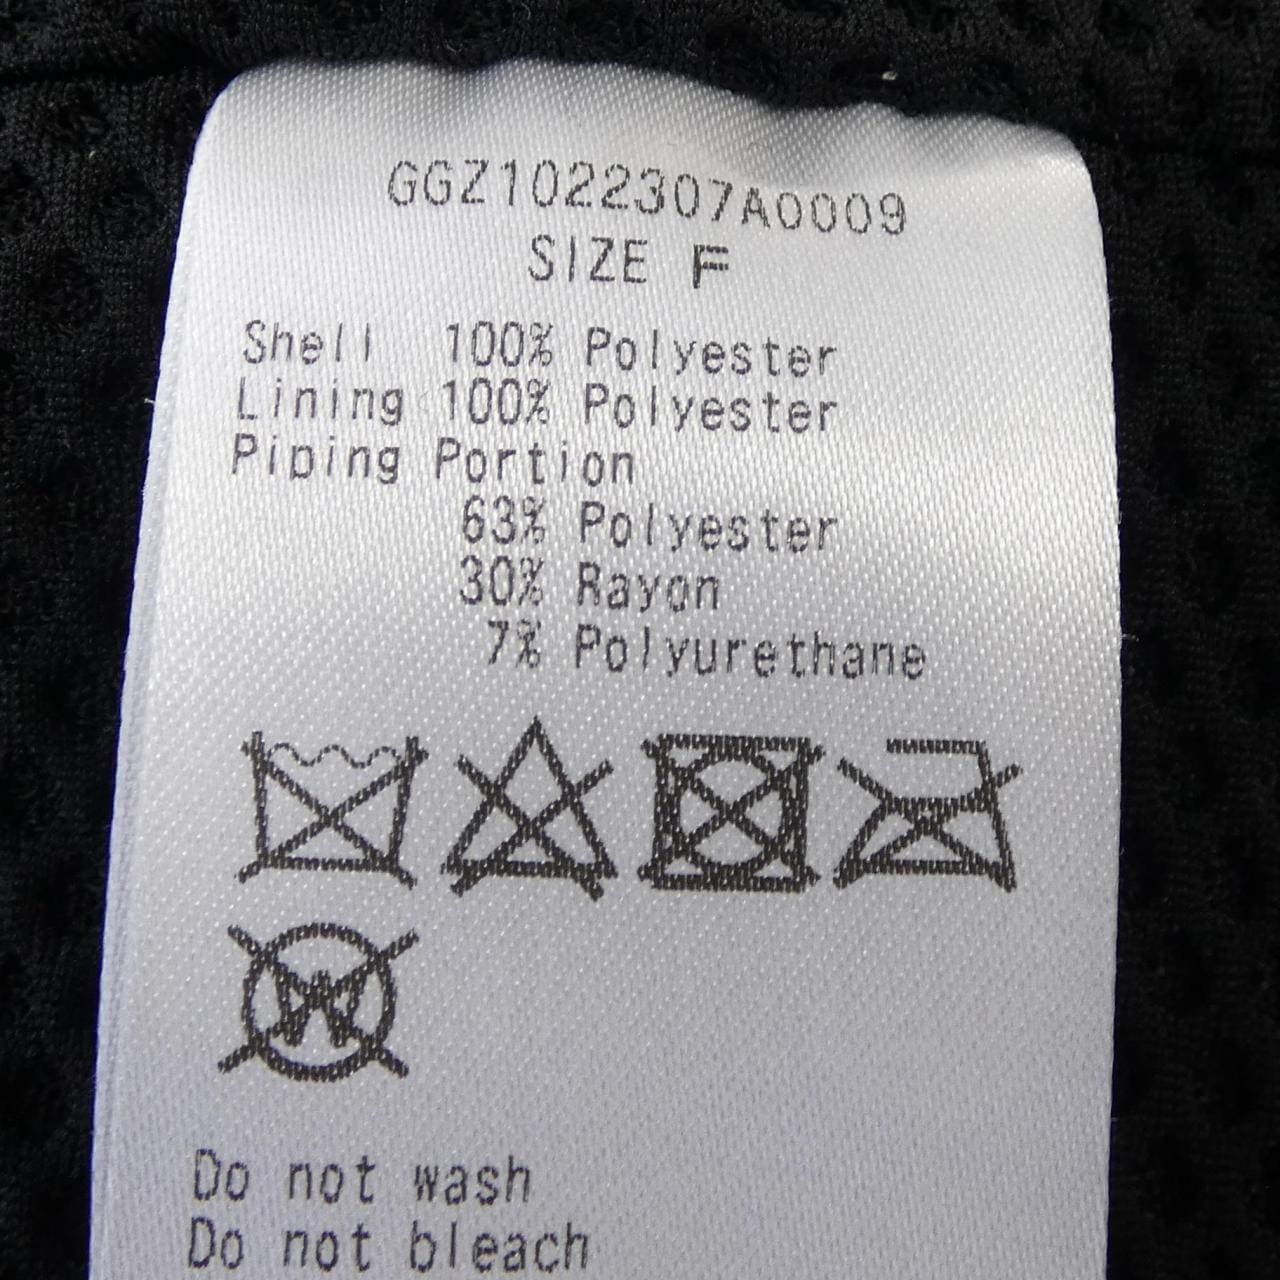 GGZ1022307A0009
SIZE F
Shell 100% Polyester
Lining 100% Polyester
Piping Portion
63% Polyester
30% Rayon
7% Polyurethane
W
Do not wash
Do not bleach